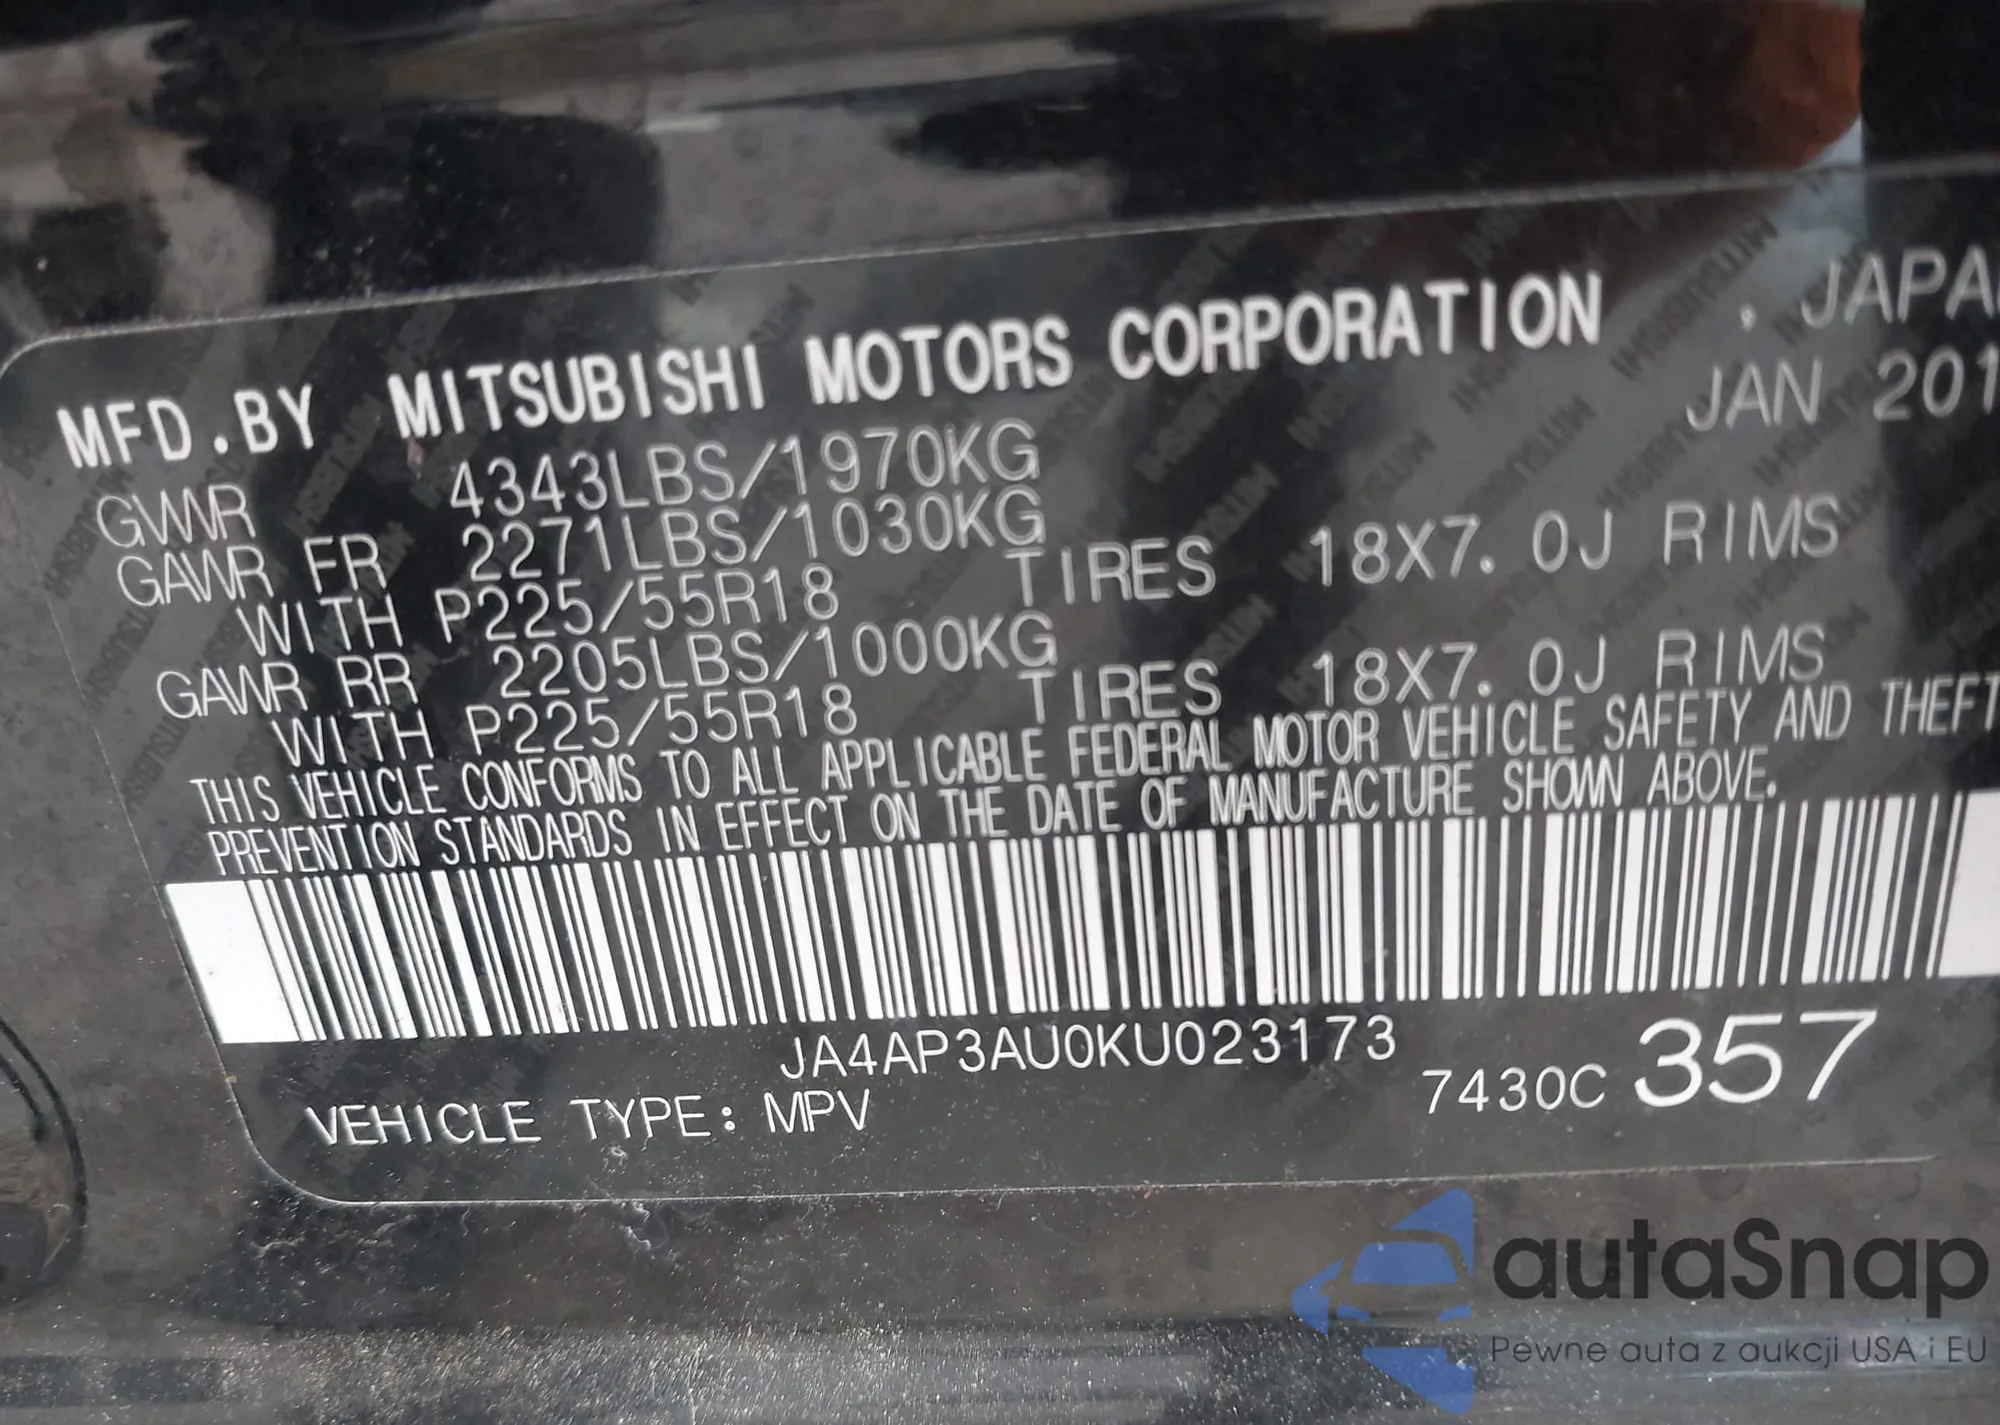 MFD.BY MITSUBISHI MOTORS CORPORATION . JAPA
GVWR 4343LBS/1970KG JAN 201
GAWR FR 2271LBS/1030KG
WITH P225/55R18 TIRES 18X7.0J RIMS
GAWR RR 2205LBS/1000KG
WITH P225/55R18 TIRES 18X7.0J RIMS
THIS VEHICLE CONFORMS TO ALL APPLICABLE FEDERAL MOTOR VEHICLE SAFETY AND THEFT
PREVENTION STANDARDS IN EFFECT ON THE DATE OF MANUFACTURE SHOWN ABOVE.
JA4AP3AU0KU023173
VEHICLE TYPE: MPV 7430C 357
autaSnap
Pewne auta z aukcji USA i EU